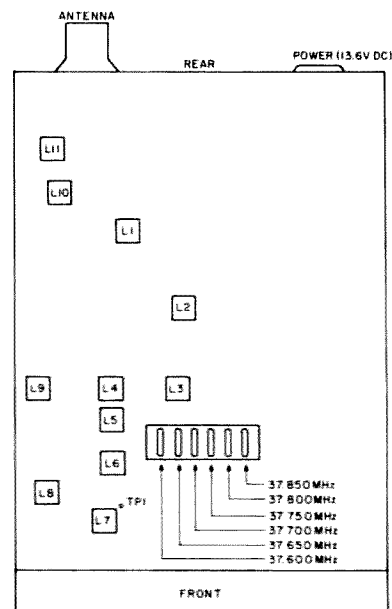 ANTENNA
REAR
POWER (13.6V DC)
L11
L10
L1
L2
L9
L4
L3
L5
L6
L8
L7
TP1
37.850MHz
37.800MHz
37.750MHz
37.700MHz
37.650MHz
37.600MHz
FRONT